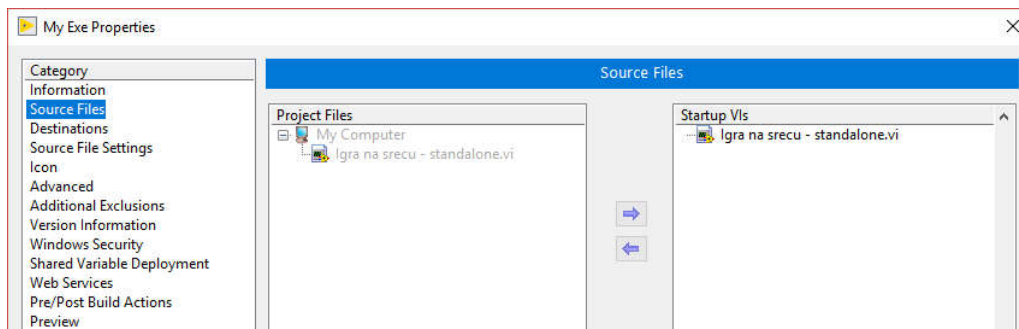 My Exe Properties
Category
Information
Source Files
Destinations
Source File Settings
Icon
Advanced
Additional Exclusions
Version Information
Windows Security
Shared Variable Deployment
Web Services
Pre/Post Build Actions
Preview
Source Files
Project Files
My Computer
Igra na srecu - standalone.vi
Startup VIs
Igra na srecu - standalone.vi